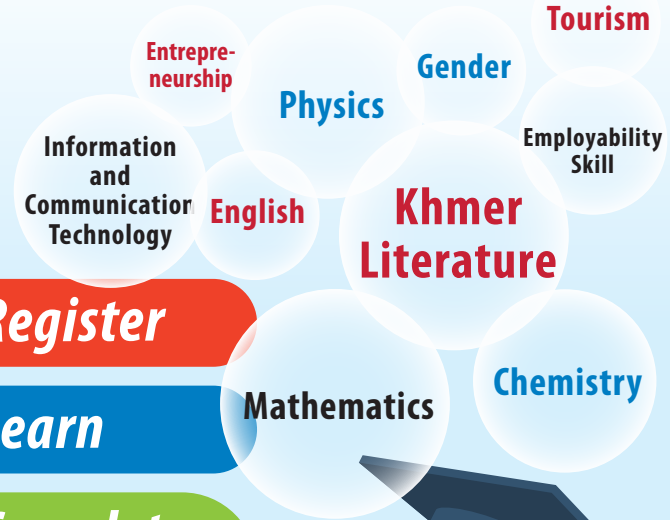 Tourism
Entrepre-
neurship
Gender
Physics
Employability
Skill
Information
and
Communication
Technology
English
Khmer
Literature
Register
earn
Chemistry
Mathematics